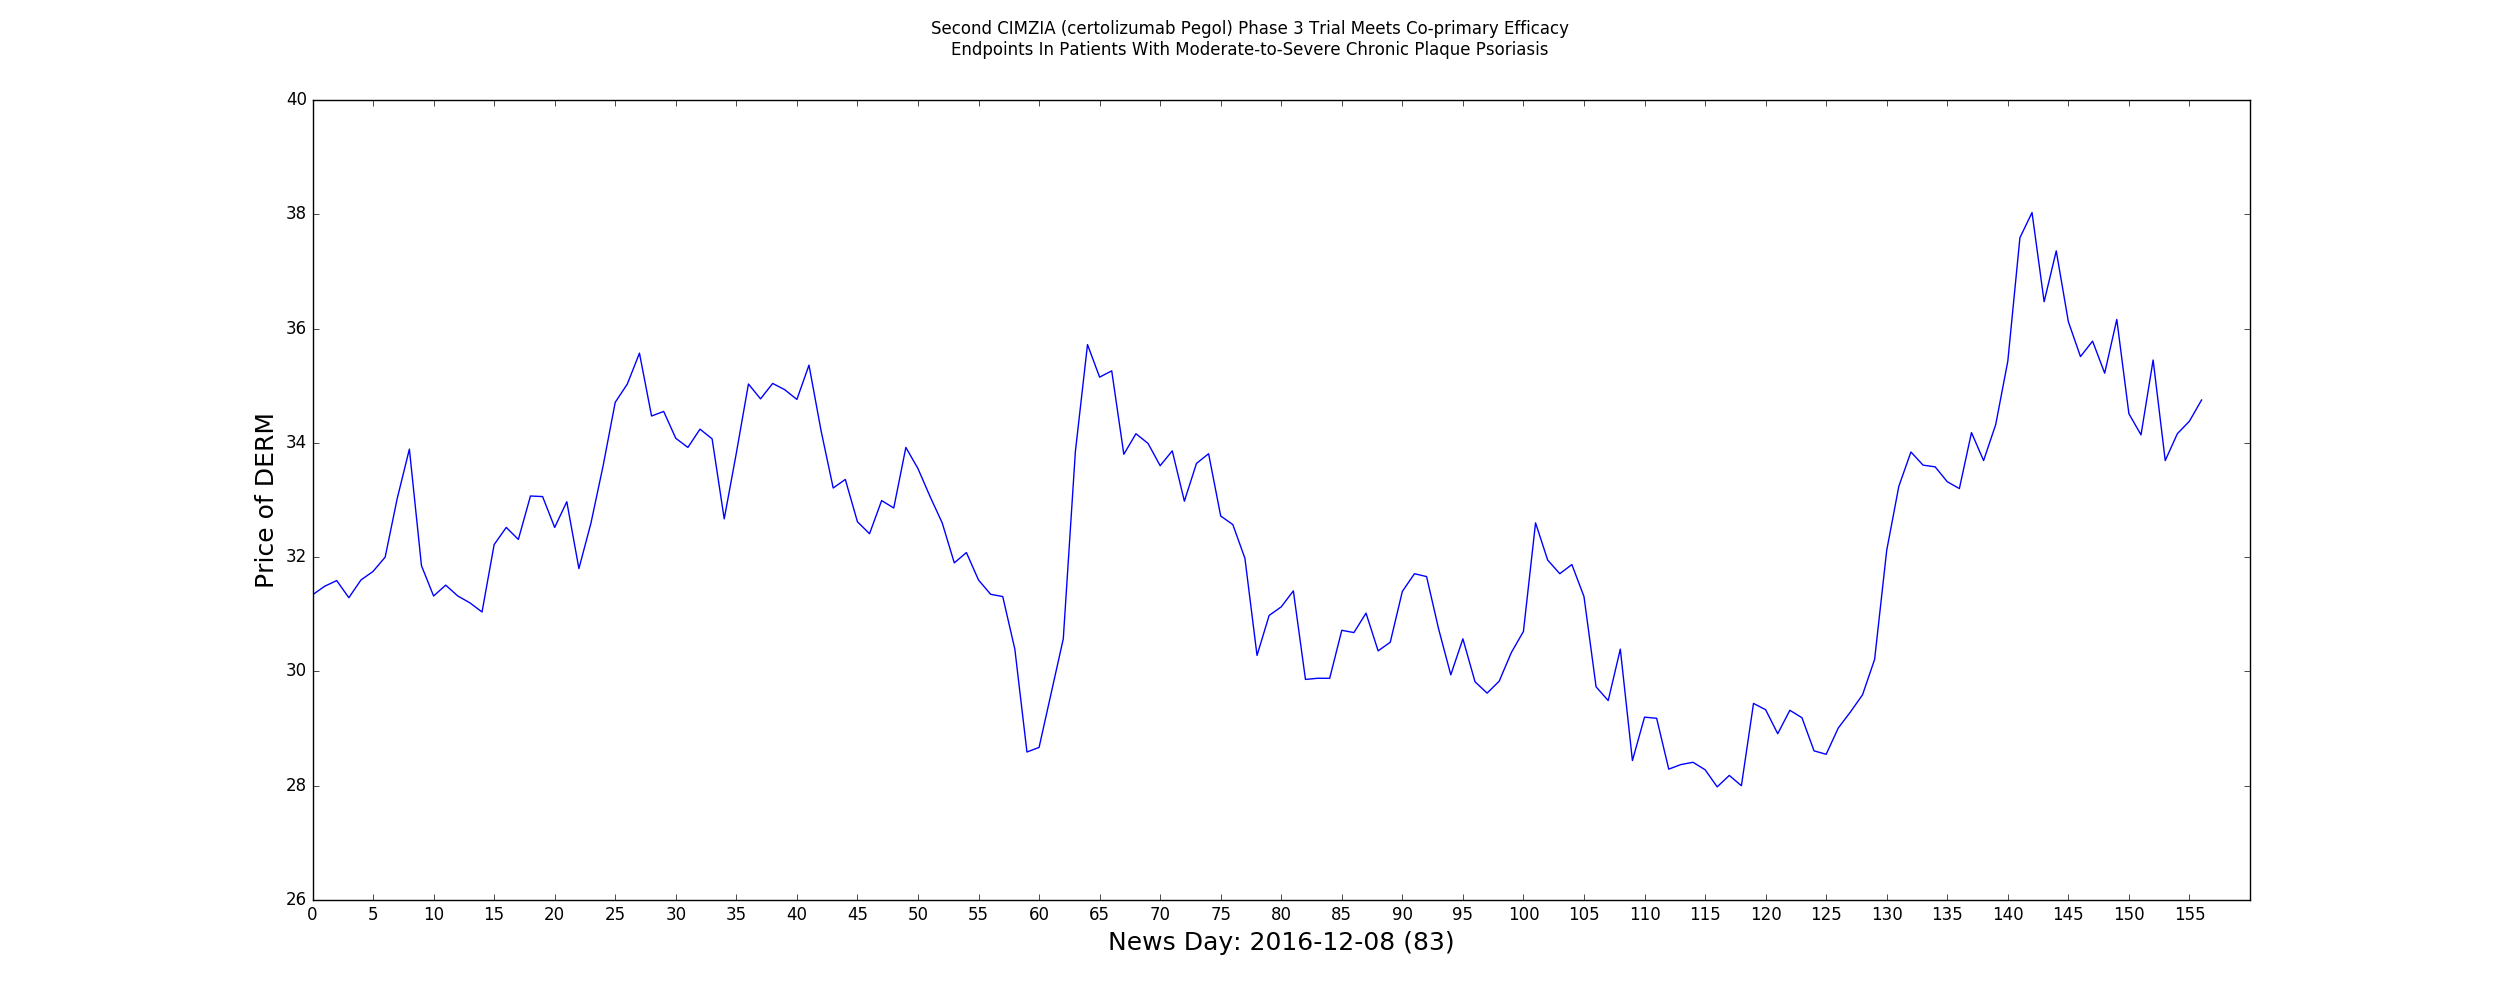 Second CIMZIA (certolizumab Pegol) Phase 3 Trial Meets Co-primary Efficacy
Endpoints In Patients With Moderate-to-Severe Chronic Plaque Psoriasis
40
38
36
34
32
30
28
26
Price of DERM
0 5 10 15 20 25 30 35 40 45 50 55 60 65 70 75 80 85 90 95 100 105 110 115 120 125 130 135 140 145 150 155
News Day: 2016-12-08 (83)